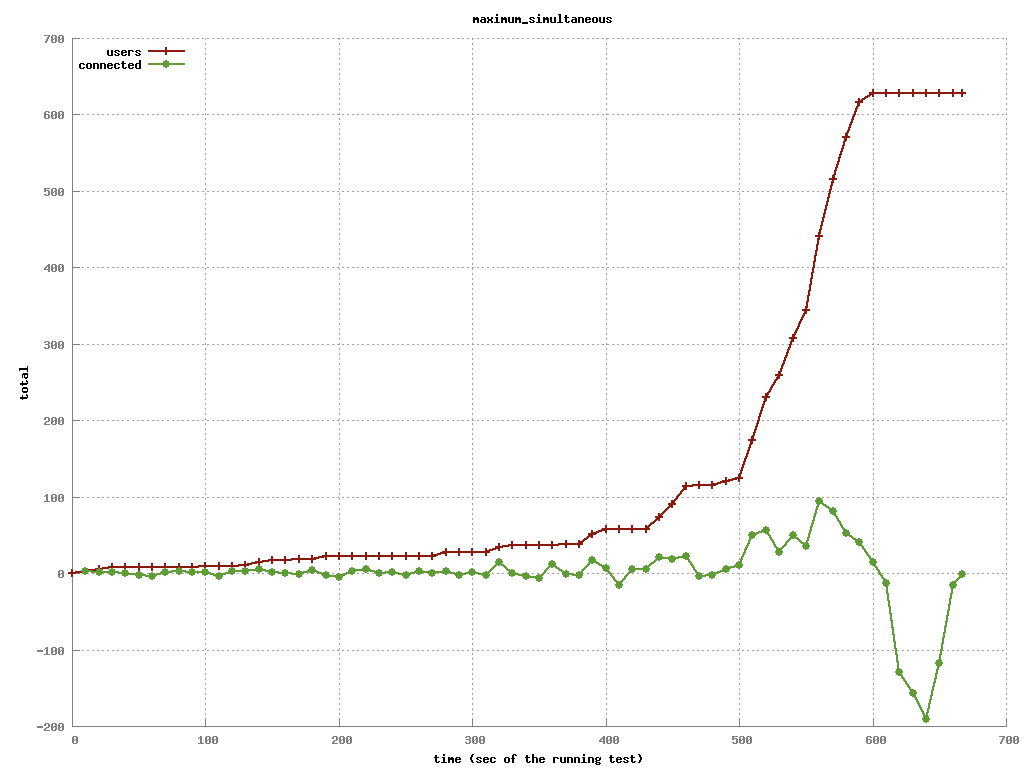 maximum_simultaneous
700
users
connected
600
500
400
300
total
200
100
0
-100
-200
0 100 200 300 400 500 600 700
time (sec of the running test)